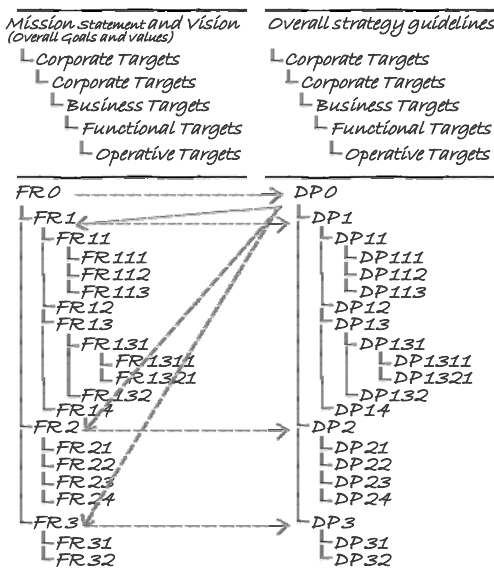 Mission Statement and Vision
(Overall Goals and values)
Corporate Targets
Corporate Targets
Business Targets
Functional Targets
Operative Targets
Overall strategy guidelines
Corporate Targets
Corporate Targets
Business Targets
Functional Targets
Operative Targets
FR0
FR1
FR11
FR111
FR112
FR113
FR12
FR13
FR131
FR1311
FR1321
FR132
FR14
FR2
FR21
FR22
FR23
FR24
FR3
FR31
FR32
DP0
DP1
DP11
DP111
DP112
DP113
DP12
DP13
DP131
DP1311
DP1321
DP132
DP14
DP2
DP21
DP22
DP23
DP24
DP3
DP31
DP32